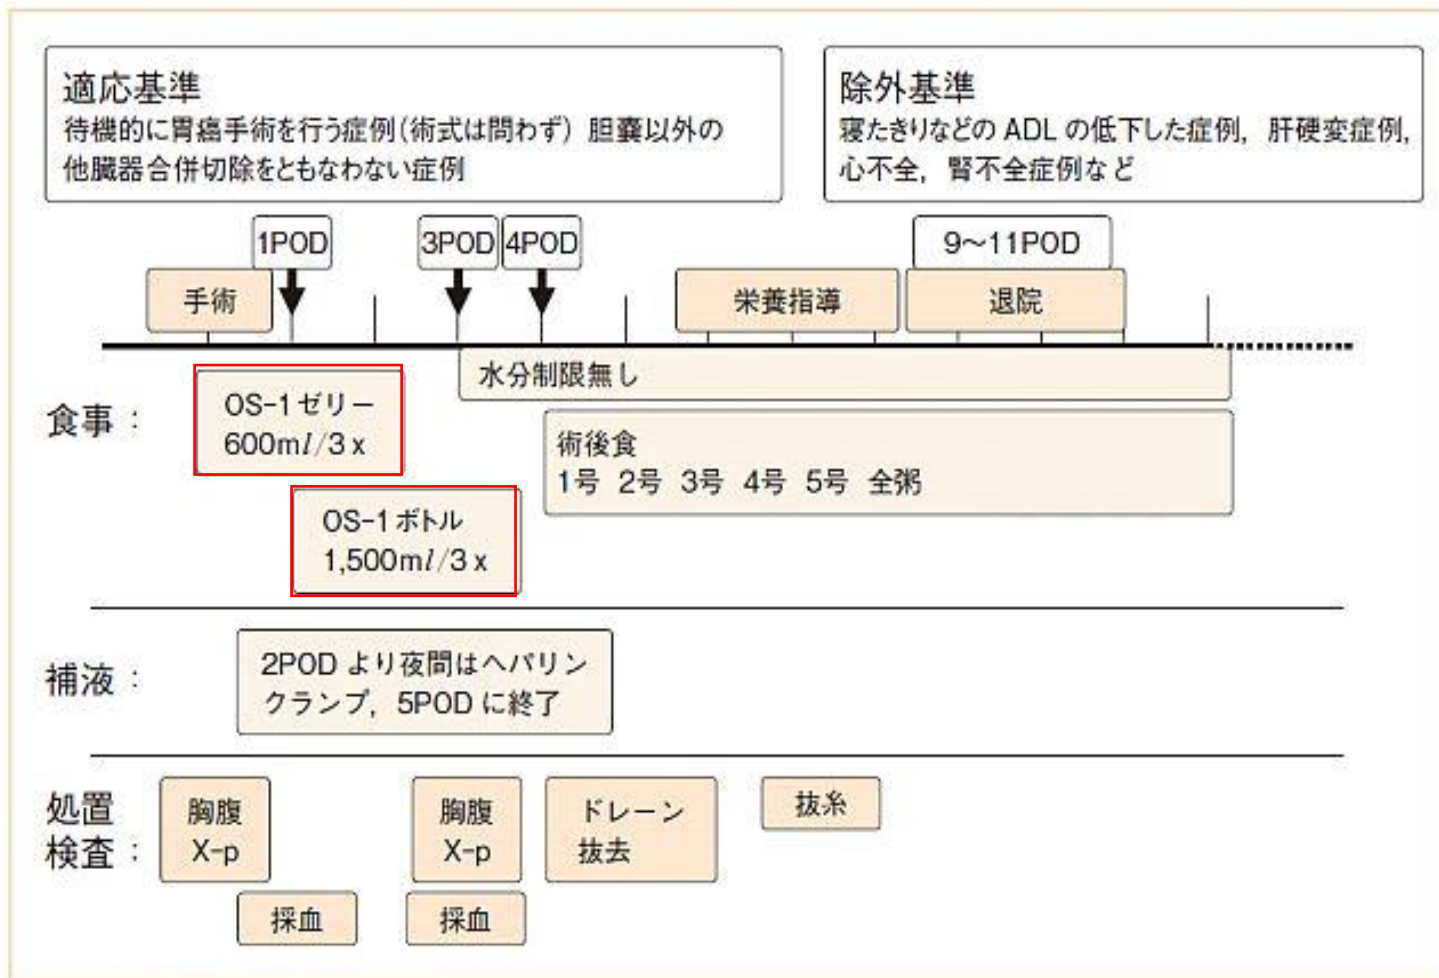 適応基準
待機的に胃癌手術を行う症例(術式は問わず) 胆嚢以外の
他臓器合併切除をともなわない症例
除外基準
寝たきりなどの ADL の低下した症例, 肝硬変症例,
心不全, 腎不全症例など
1POD
3POD
4POD
9〜11POD
手術
栄養指導
退院
食事:
水分制限無し
OS-1ゼリー
600ml/3x
術後食
1号 2号 3号 4号 5号 全粥
OS-1ボトル
1,500ml/3x
補液:
2POD より夜間はヘパリン
クランプ, 5POD に終了
処置
検査:
胸腹
X-p
胸腹
X-p
ドレーン
抜去
抜糸
採血
採血